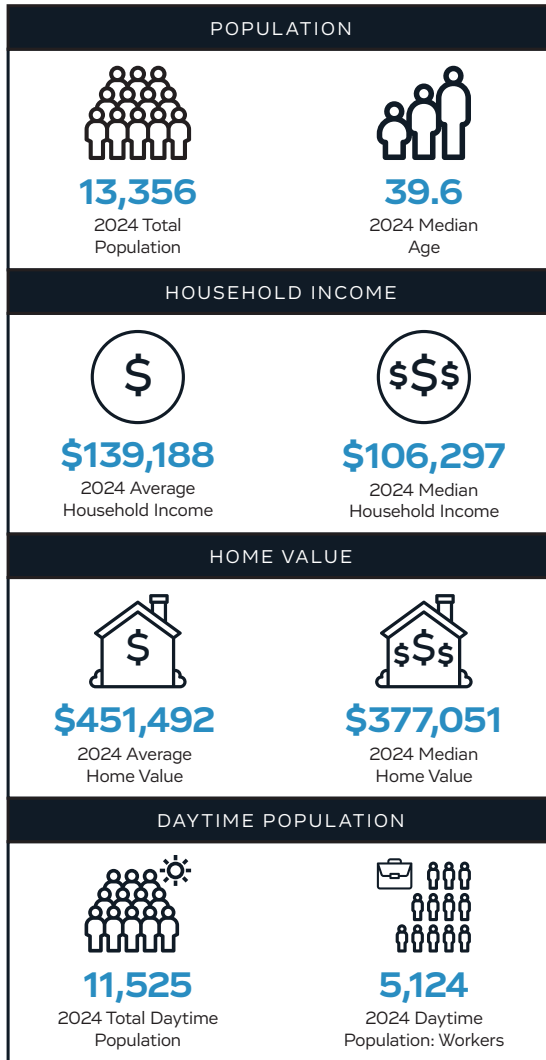 POPULATION
13,356
2024 Total
Population
39.6
2024 Median
Age
HOUSEHOLD INCOME
$
$139,188
2024 Average
Household Income
$$$
$106,297
2024 Median
Household Income
HOME VALUE
$
$451,492
2024 Average
Home Value
$$$
$377,051
2024 Median
Home Value
DAYTIME POPULATION
11,525
2024 Total Daytime
Population
5,124
2024 Daytime
Population: Workers